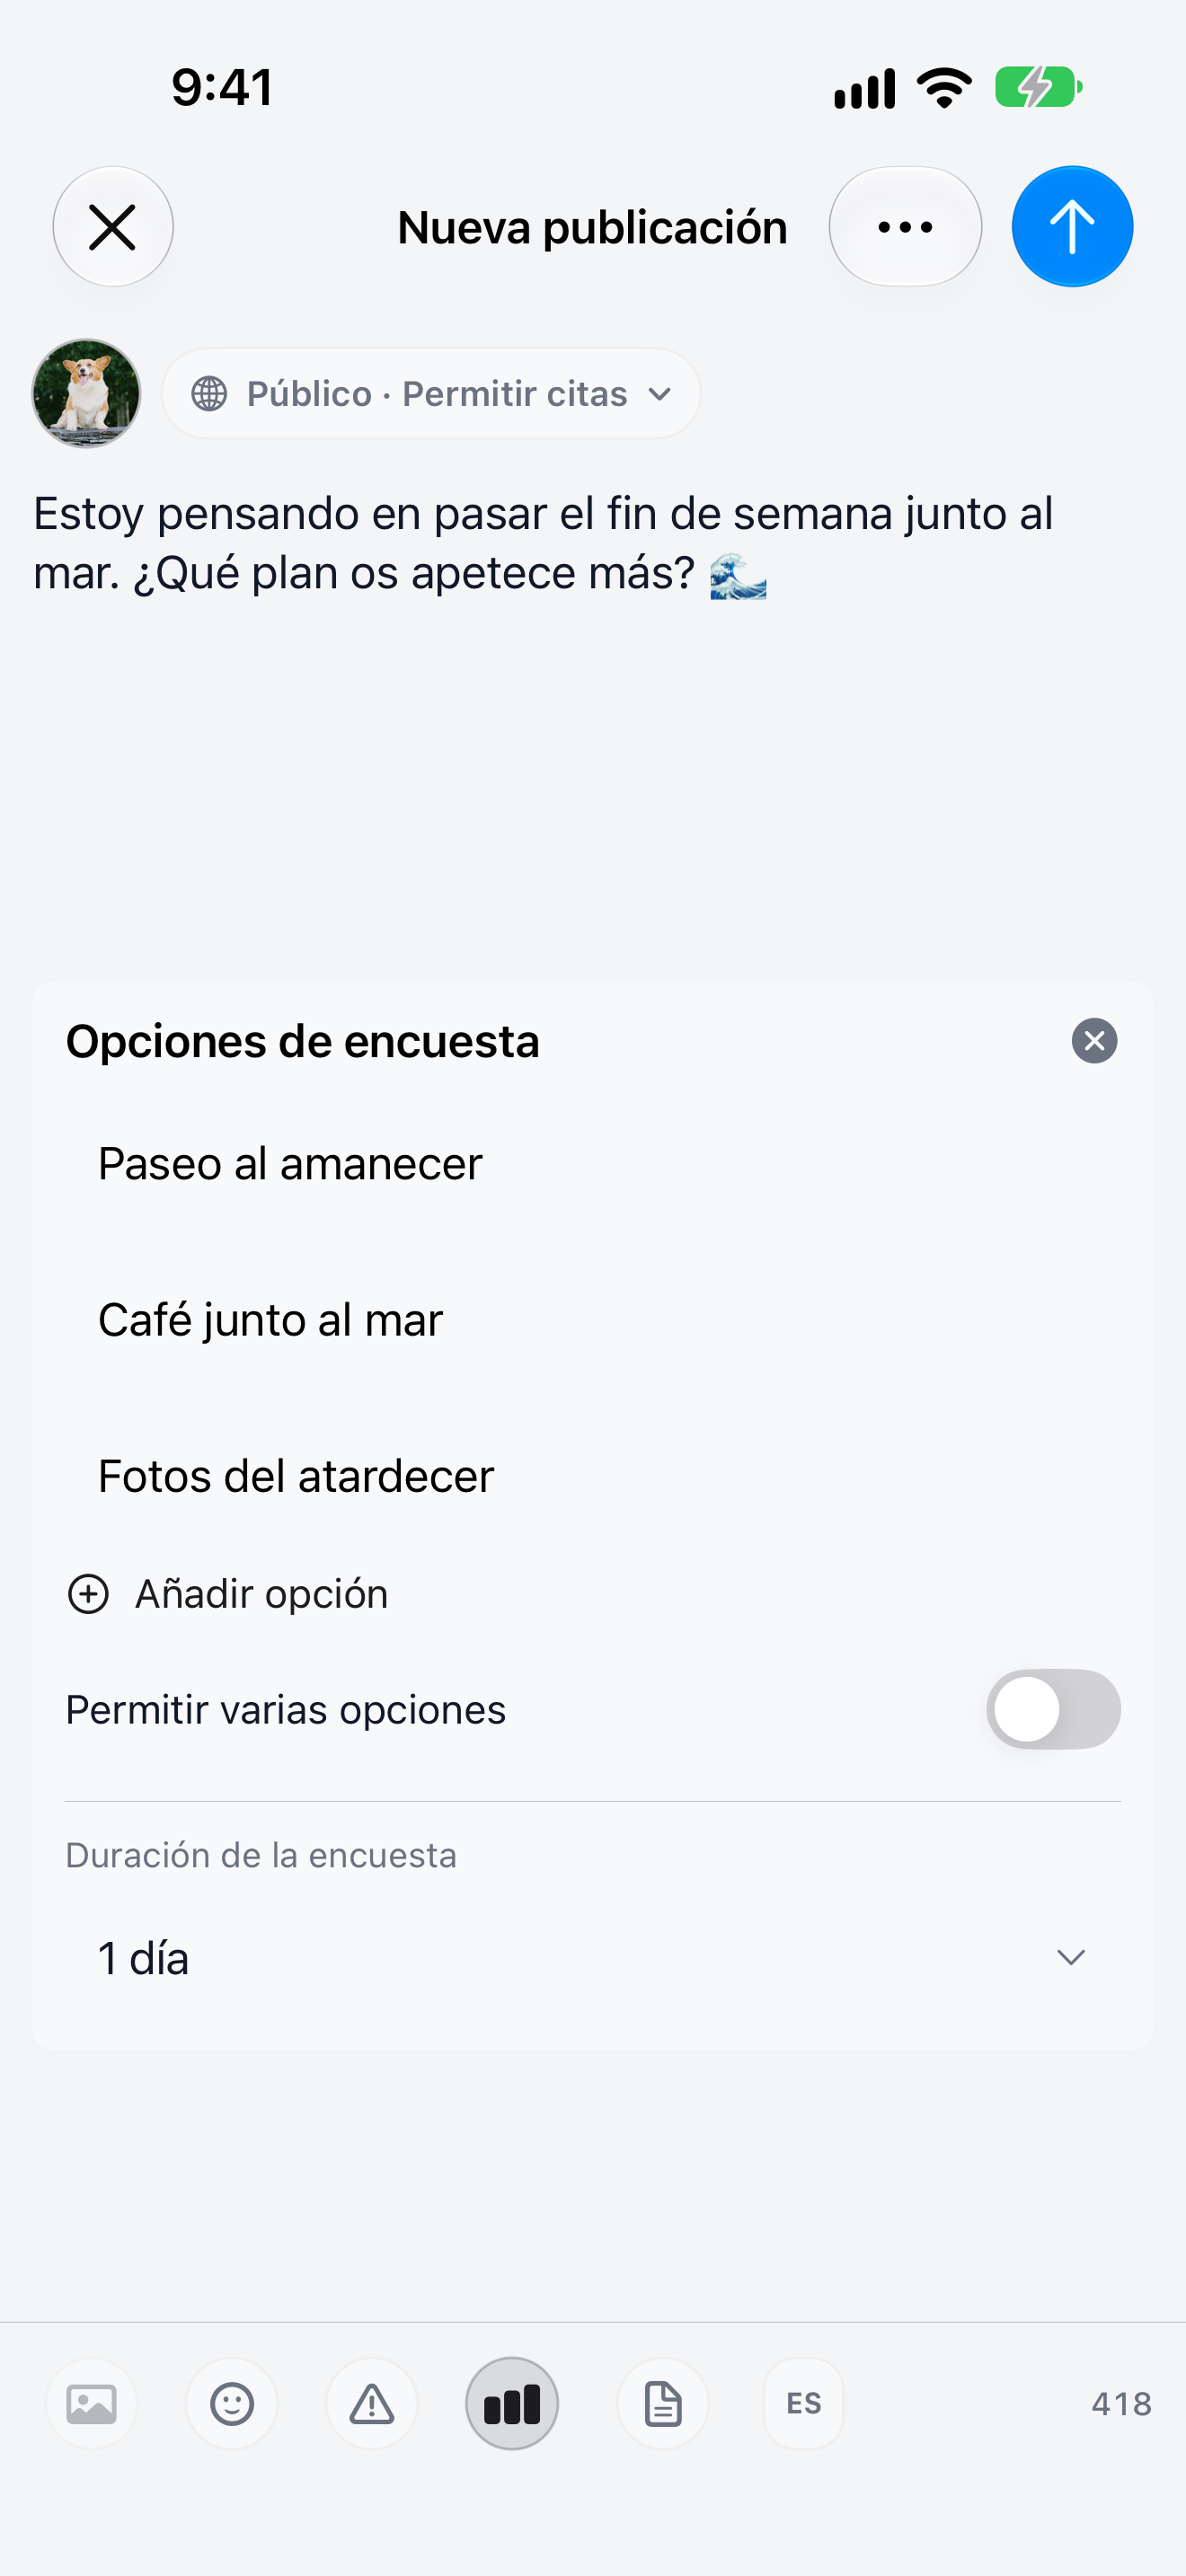 9:41
Nueva publicación
Público · Permitir citas
Estoy pensando en pasar el fin de semana junto al
mar. ¿Qué plan os apetece más? 🌊
Opciones de encuesta
Paseo al amanecer
Café junto al mar
Fotos del atardecer
Añadir opción
Permitir varias opciones
Duración de la encuesta
1 día
ES
418